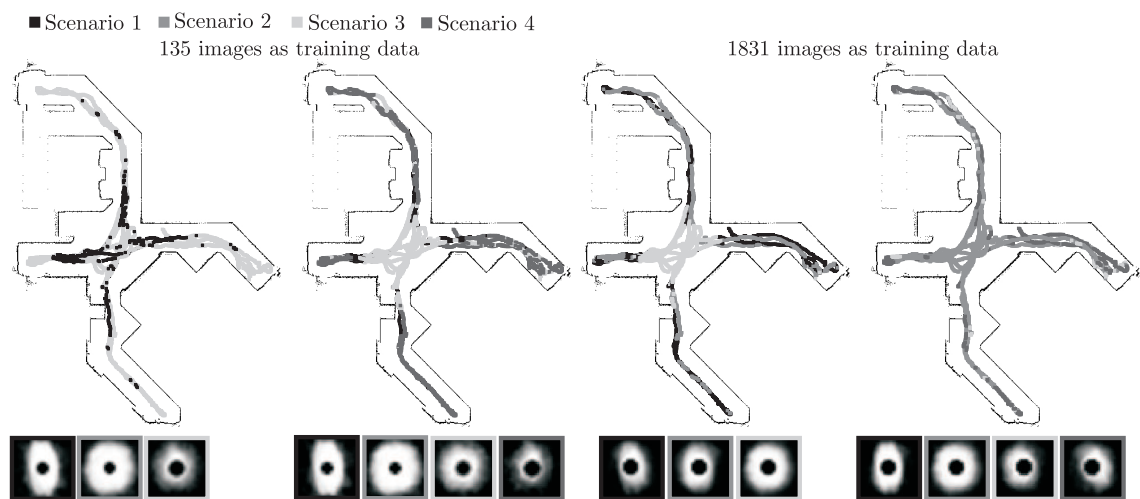 Scenario 1 Scenario 2 Scenario 3 Scenario 4
135 images as training data 1831 images as training data